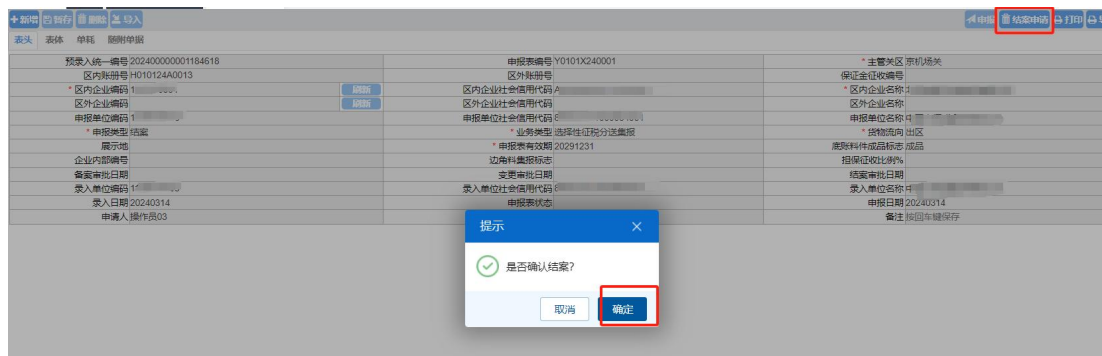 新增 暂存 删除 导入 申报 结案申请 打印
表头 表体 单耗 随附单据
预录入统一编号 202400000001184618 申报表编号 Y0101X240001 * 主管关区 京机场关
区内账册号 H010124A0013 区外账册号 保证金征收编号
* 区内企业编码 1 刷新 区内企业社会信用代码 * 区内企业名称
区外企业编码 刷新 区外企业社会信用代码 区外企业名称
申报单位编码 1 申报单位社会信用代码 申报单位名称
* 申报类型 结案 * 业务类型 选择性征税分送集报 * 货物流向 出区
展示地 * 申报表有效期 20291231 底账料件成品标志 成品
企业内部编号 边角料集报标志 担保征收比例%
备案审批日期 变更审批日期 结案审批日期
录入单位编码 录入单位社会信用代码 录入单位名称
录入日期 20240314 申报表状态 申报日期 20240314
申请人 操作员03 备注 按回车键保存
提示
是否确认结案?
取消 确定